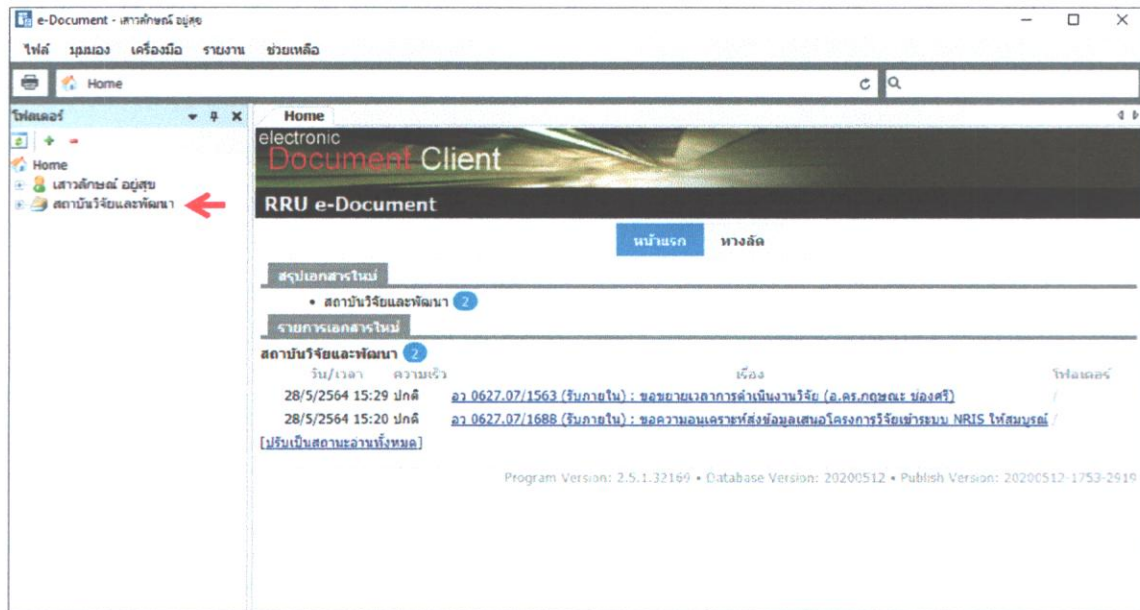 e-Document - เสาวลักษณ์ อยู่สุข
ไฟล์ มุมมอง เครื่องมือ รายงาน ช่วยเหลือ
Home
โฟลเดอร์
Home
เสาวลักษณ์ อยู่สุข
สถาบันวิจัยและพัฒนา
Home
electronic
Document Client
RRU e-Document
หน้าแรก ทางลัด
สรุปเอกสารใหม่
• สถาบันวิจัยและพัฒนา 2
รายการเอกสารใหม่
สถาบันวิจัยและพัฒนา 2
วัน/เวลา ความเร็ว เรื่อง โฟลเดอร์
28/5/2564 15:29 ปกติ อว 0627.07/1563 (รับภายใน) : ขอขยายเวลาการดำเนินงานวิจัย (อ.ดร.กฤษณะ ช่องศรี) /
28/5/2564 15:20 ปกติ อว 0627.07/1688 (รับภายใน) : ขอความอนุเคราะห์ส่งข้อมูลเสนอโครงการวิจัยเข้าระบบ NRIS ให้สมบูรณ์ /
[ปรับเป็นสถานะอ่านทั้งหมด]
Program Version: 2.5.1.32169 • Database Version: 20200512 • Publish Version: 20200512-1753-2919